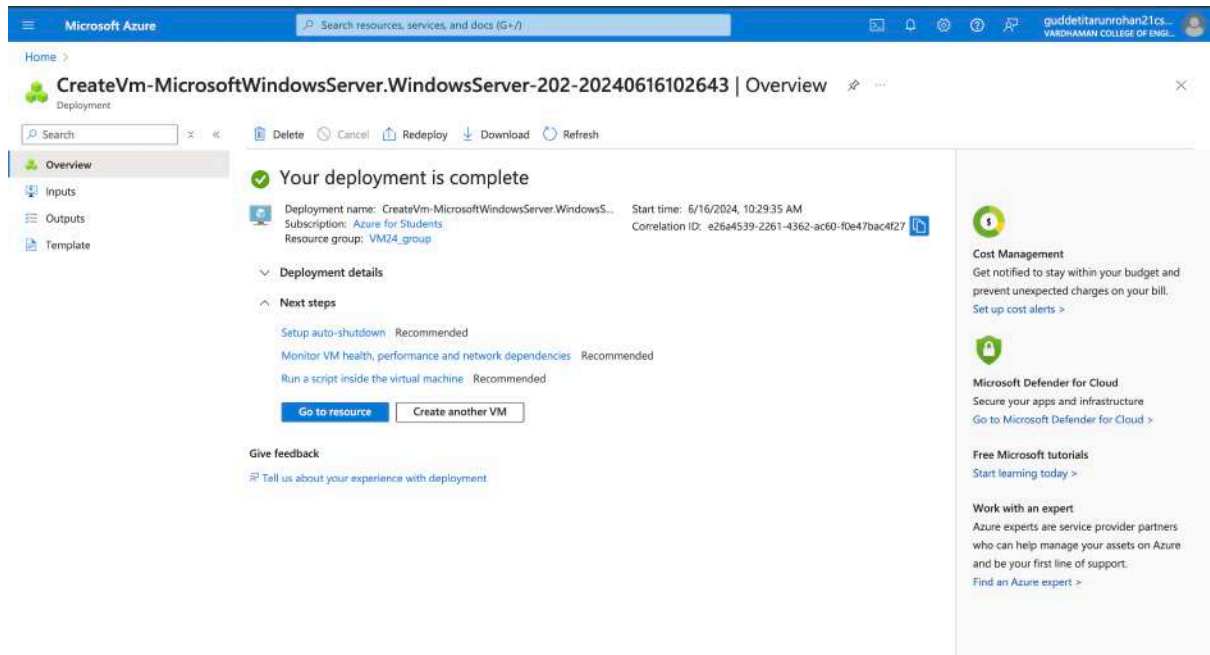 Microsoft Azure
Search resources, services, and docs (G+/)
guddetitarunrohan21cs...
VARDHAMAN COLLEGE OF ENGI...
Home >
CreateVm-MicrosoftWindowsServer.WindowsServer-202-20240616102643 | Overview
Deployment
Search
Delete Cancel Redeploy Download Refresh
Overview
Inputs
Outputs
Template
Your deployment is complete
Deployment name: CreateVm-MicrosoftWindowsServer.WindowsS...
Subscription: Azure for Students
Resource group: VM24_group
Start time: 6/16/2024, 10:29:35 AM
Correlation ID: e26a4539-2261-4362-ac60-f0e47bac4f27
Deployment details
Next steps
Setup auto-shutdown Recommended
Monitor VM health, performance and network dependencies Recommended
Run a script inside the virtual machine Recommended
Go to resource Create another VM
Give feedback
Tell us about your experience with deployment
Cost Management
Get notified to stay within your budget and
prevent unexpected charges on your bill.
Set up cost alerts >
Microsoft Defender for Cloud
Secure your apps and infrastructure
Go to Microsoft Defender for Cloud >
Free Microsoft tutorials
Start learning today >
Work with an expert
Azure experts are service provider partners
who can help manage your assets on Azure
and be your first line of support.
Find an Azure expert >